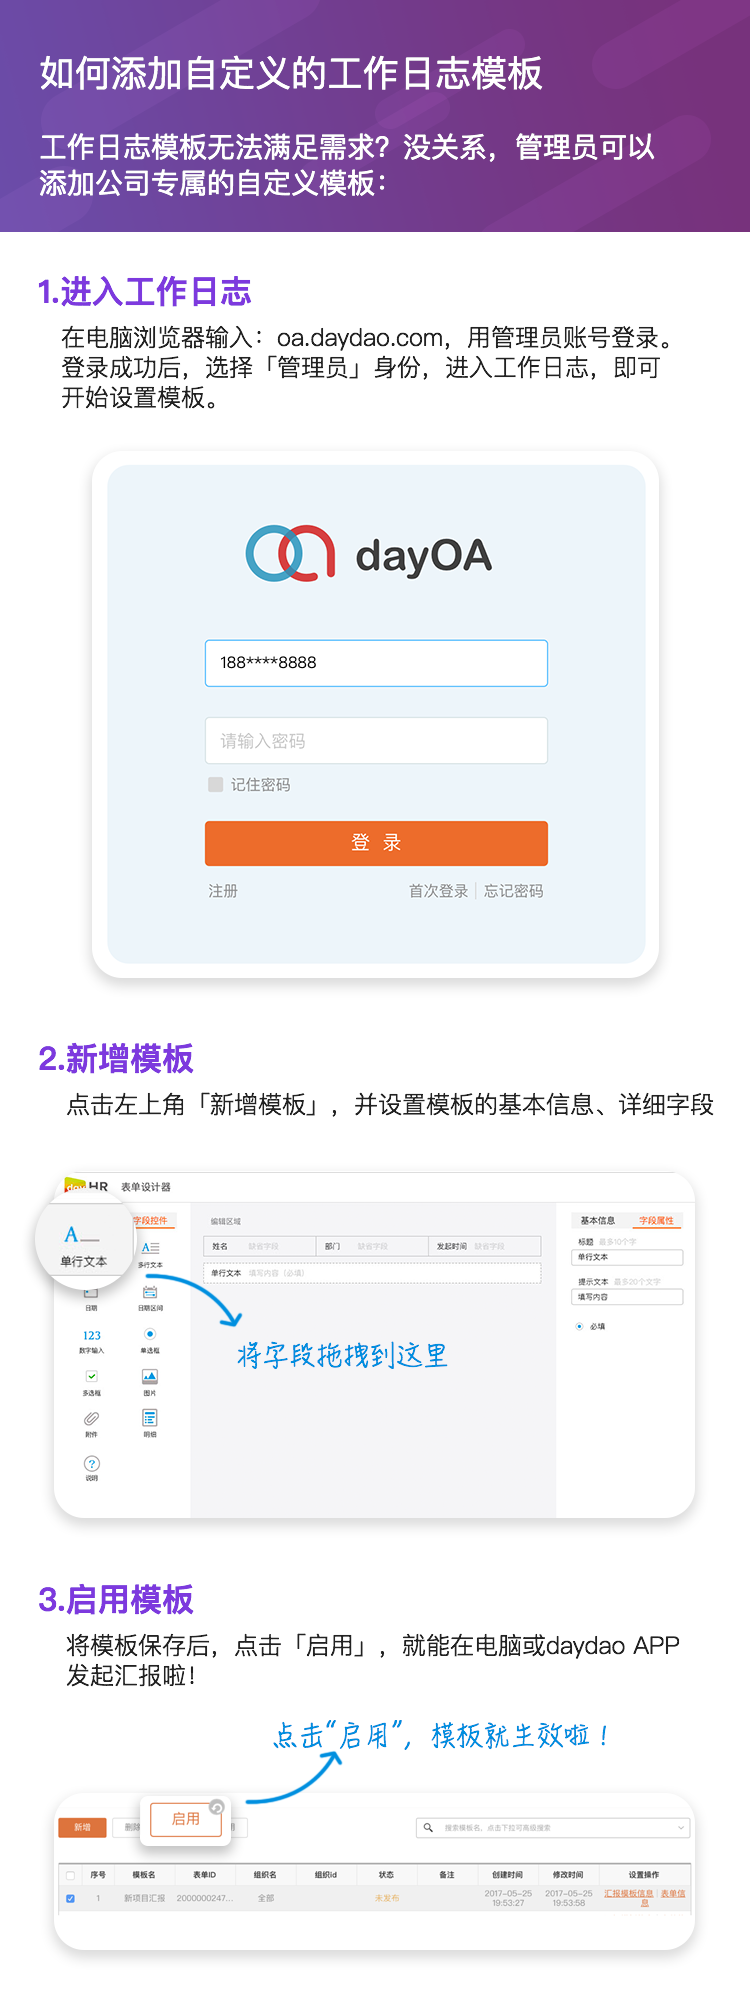 如何添加自定义的工作日志模板
工作日志模板无法满足需求？没关系，管理员可以
添加公司专属的自定义模板：
1.进入工作日志
在电脑浏览器输入：oa.daydao.com，用管理员账号登录。
登录成功后，选择「管理员」身份，进入工作日志，即可
开始设置模板。
dayOA
188****8888
请输入密码
记住密码
登 录
注册 首次登录 忘记密码
2.新增模板
点击左上角「新增模板」，并设置模板的基本信息、详细字段
HR 表单设计器
字段控件 编辑区域 基本信息 字段属性
A 单行文本
多行文本
姓名 缺省字段 部门 缺省字段 发起时间 缺省字段
单行文本 填写内容（必填）
标题 最多10个字
单行文本
提示文本 最多20个文字
填写内容
必填
日期 日期区间
123
数字输入 单选框
将字段拖拽到这里
多选框 图片
附件 明细
?
说明
3.启用模板
将模板保存后，点击「启用」，就能在电脑或daydao APP
发起汇报啦！
点击“启用”，模板就生效啦！
新增 删除 启用 用 搜索模板名，点击下拉可高级搜索
序号 模板名 表单ID 组织名 组织id 状态 备注 创建时间 修改时间 设置操作
1 新项目汇报 2000000247... 全部 未发布 2017-05-25 2017-05-25 汇报模板信息 表单信
19:53:27 19:53:58 息